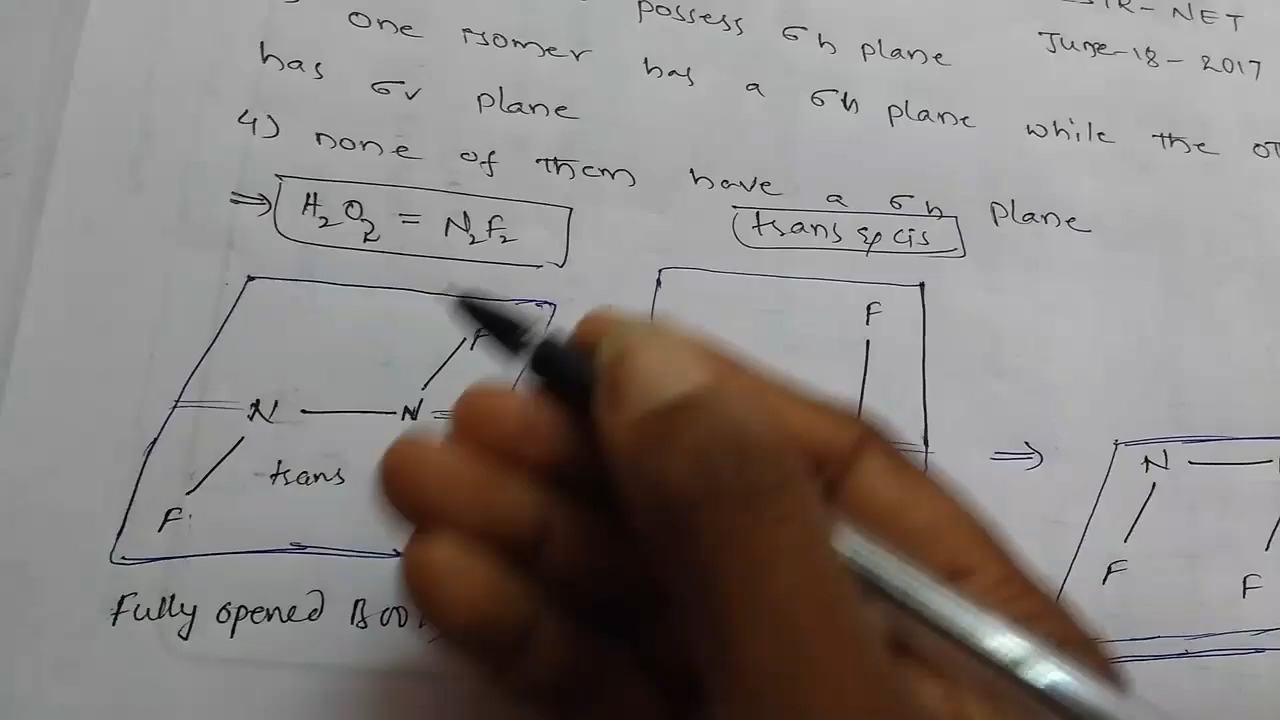 possess σh plane
NET
June-18-2017
One isomer has a σh plane while the
has σv plane
4) none of them have a σh plane
⇒ H₂O₂ = N₂F₂
trans & cis
F
F
N — N =
trans
F
⇒
N —
F
F
Fully opened